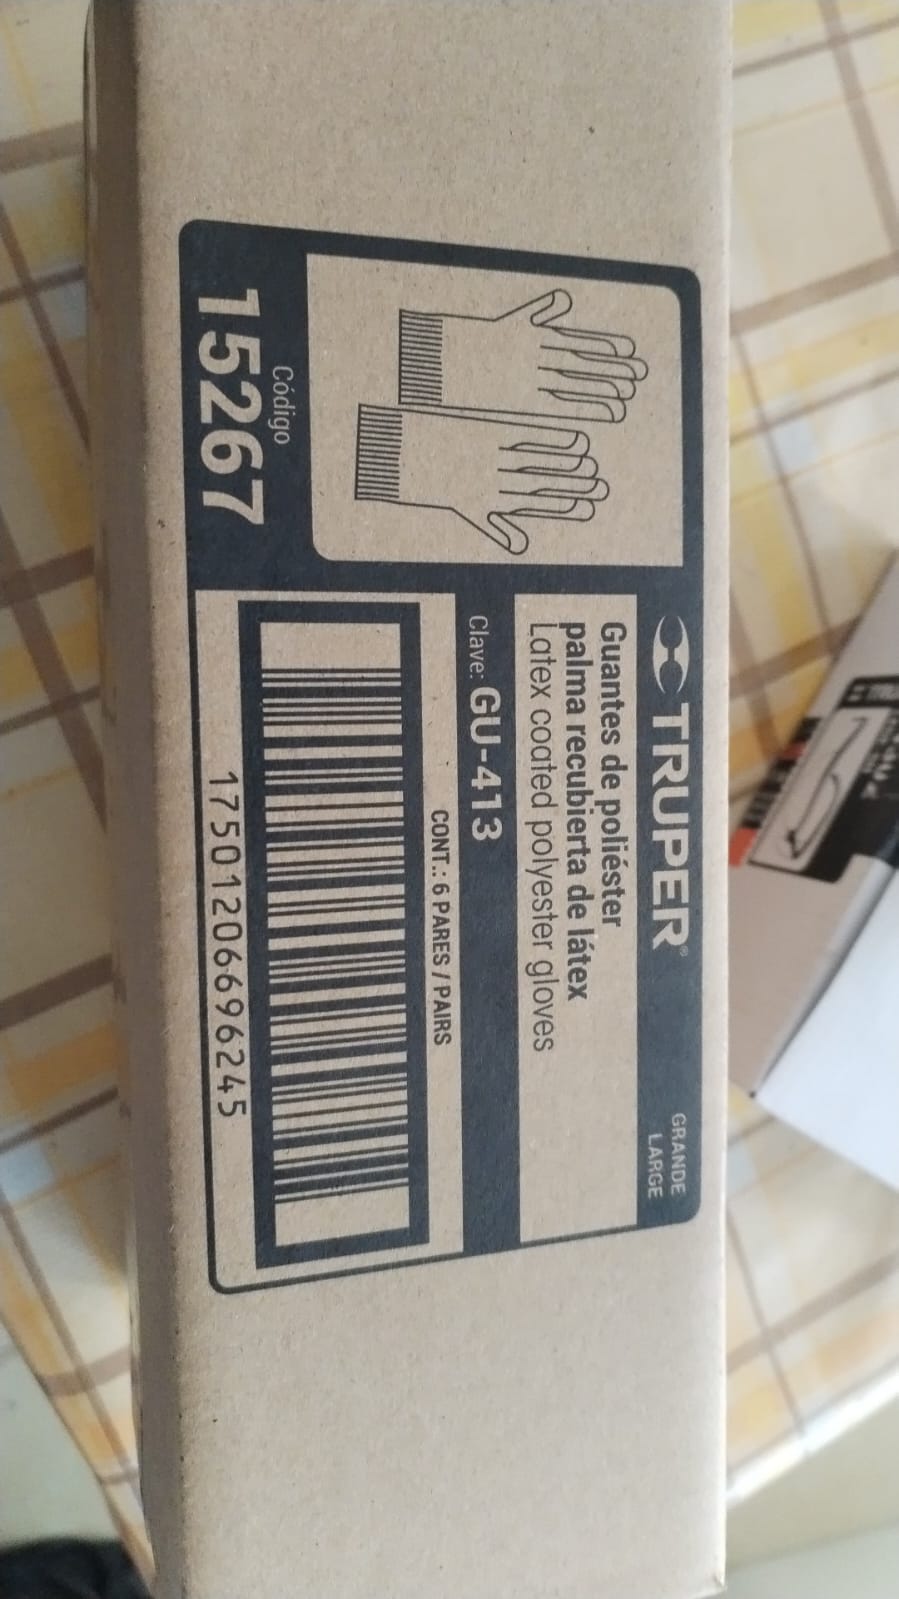 TRUPER®
GRANDE
LARGE
Guantes de poliéster
palma recubierta de látex
Latex coated polyester gloves
Clave: GU-413
CONT.: 6 PARES / PAIRS
17501206696245
Código
15267